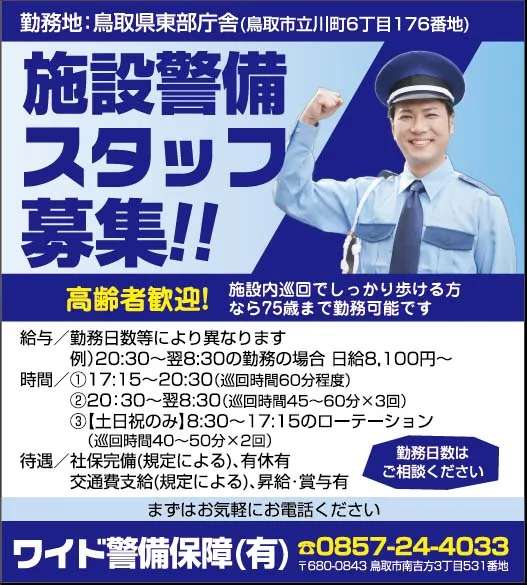 勤務地:鳥取県東部庁舎(鳥取市立川町6丁目176番地)
施設警備
スタッフ
募集!!
高齢者歓迎!
施設内巡回でしっかり歩ける方
なら75歳まで勤務可能です
給与/勤務日数等により異なります
例)20:30~翌8:30の勤務の場合 日給8,100円~
時間/①17:15~20:30(巡回時間60分程度)
②20:30~翌8:30(巡回時間45~60分×3回)
③【土日祝のみ】8:30~17:15のローテーション
(巡回時間40~50分×2回)
待遇/社保完備(規定による)、有休有
交通費支給(規定による)、昇給・賞与有
勤務日数は
ご相談ください
まずはお気軽にお電話ください
ワイド警備保障(有)
☎0857-24-4033
〒680-0843 鳥取市南吉方3丁目531番地